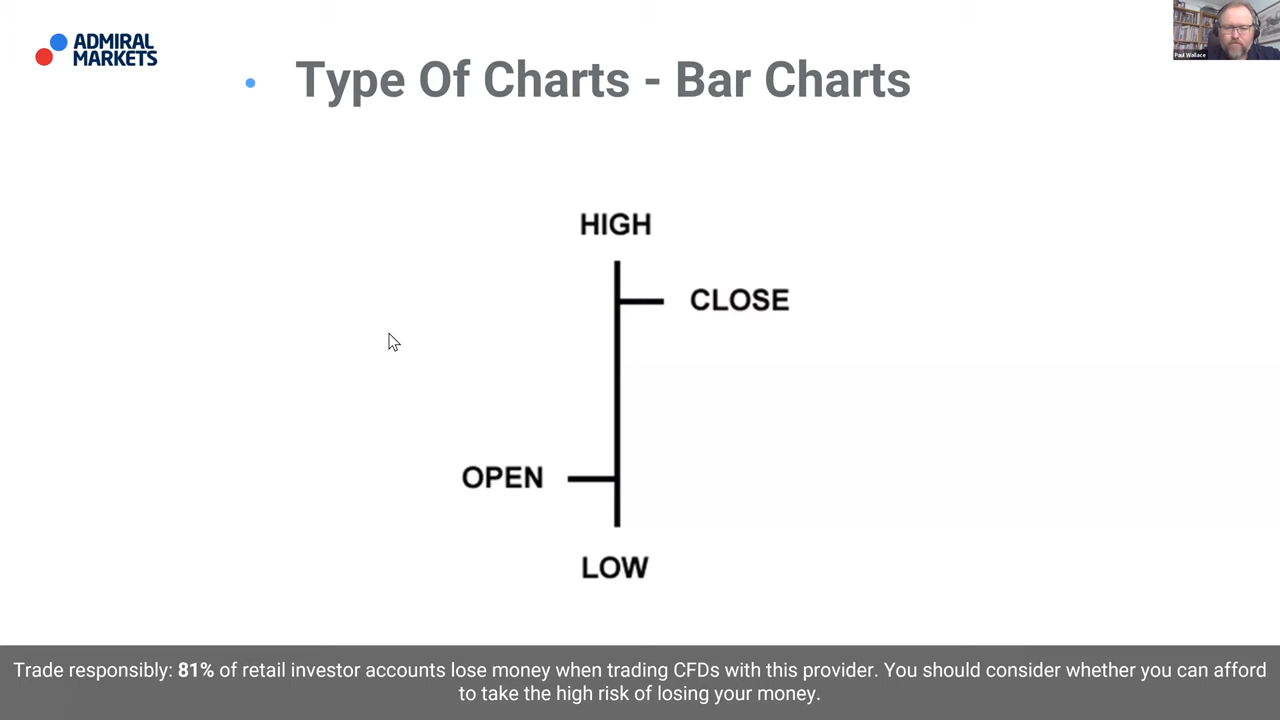 ADMIRAL
MARKETS
Paul Wallace
• Type Of Charts - Bar Charts
HIGH
CLOSE
OPEN
LOW
Trade responsibly: 81% of retail investor accounts lose money when trading CFDs with this provider. You should consider whether you can afford
to take the high risk of losing your money.